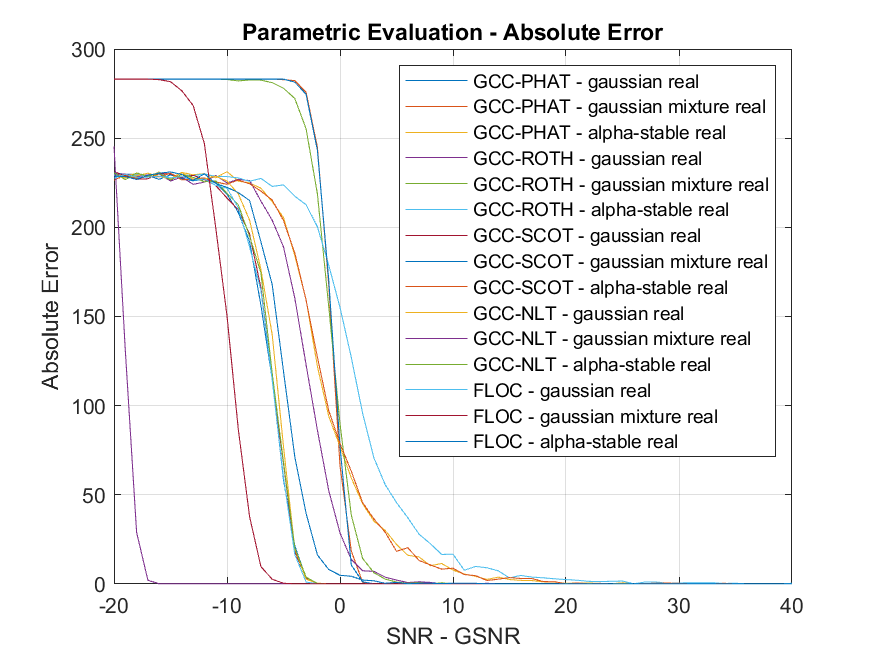 Parametric Evaluation - Absolute Error
300
250
200
150
100
50
0
Absolute Error
GCC-PHAT - gaussian real
GCC-PHAT - gaussian mixture real
GCC-PHAT - alpha-stable real
GCC-ROTH - gaussian real
GCC-ROTH - gaussian mixture real
GCC-ROTH - alpha-stable real
GCC-SCOT - gaussian real
GCC-SCOT - gaussian mixture real
GCC-SCOT - alpha-stable real
GCC-NLT - gaussian real
GCC-NLT - gaussian mixture real
GCC-NLT - alpha-stable real
FLOC - gaussian real
FLOC - gaussian mixture real
FLOC - alpha-stable real
-20 -10 0 10 20 30 40
SNR - GSNR